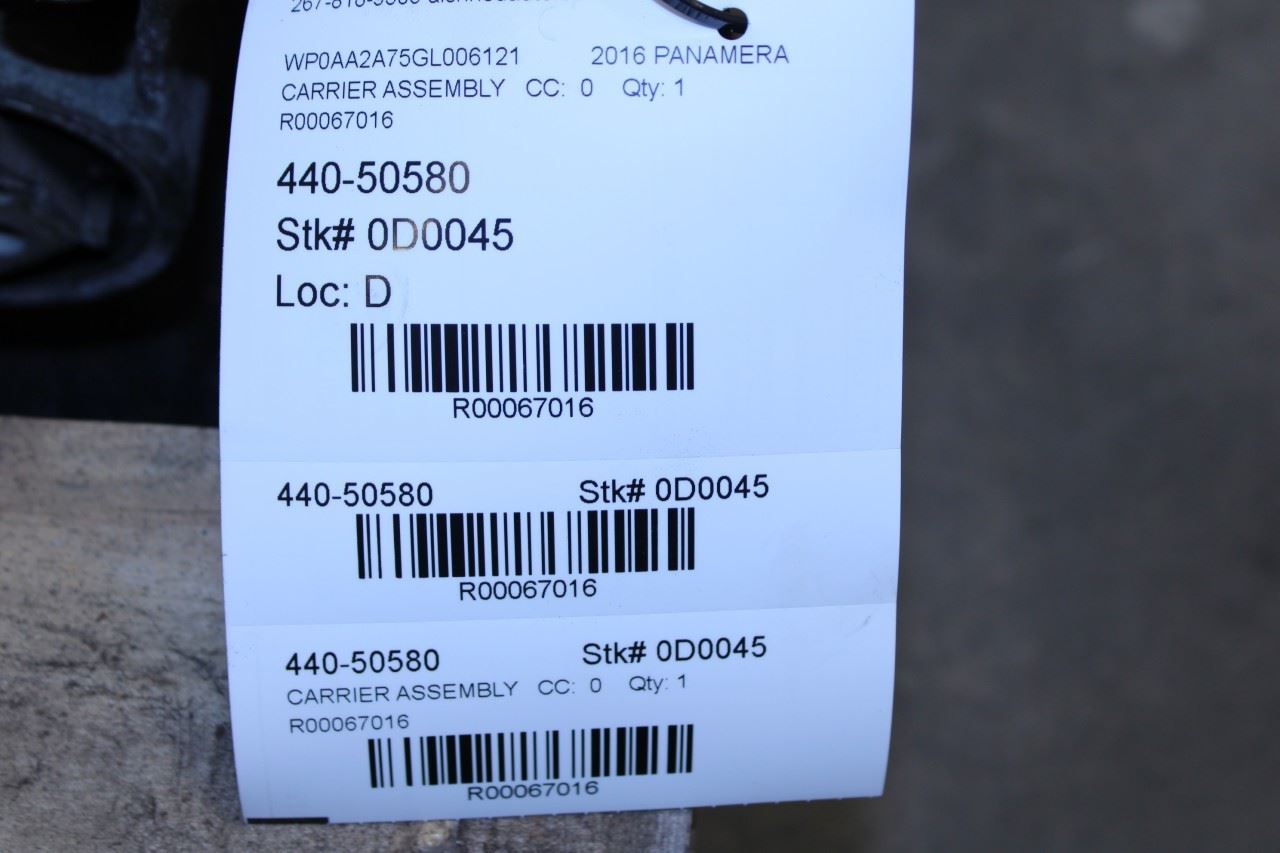 WP0AA2A75GL006121 2016 PANAMERA
CARRIER ASSEMBLY CC: 0 Qty: 1
R00067016
440-50580
Stk# 0D0045
Loc: D
R00067016
440-50580 Stk# 0D0045
R00067016
440-50580 Stk# 0D0045
CARRIER ASSEMBLY CC: 0 Qty: 1
R00067016
R00067016